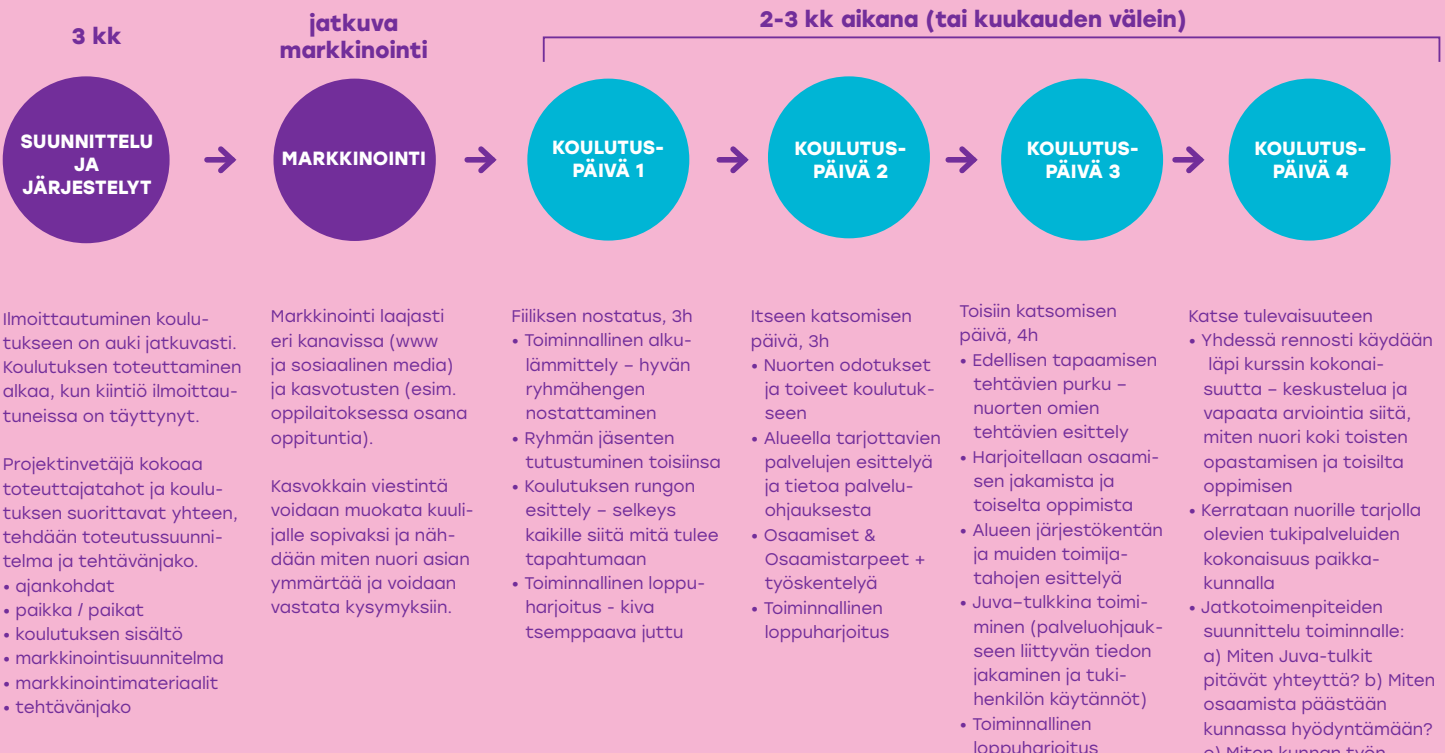 3 kk
jatkuva
markkinointi
2-3 kk aikana (tai kuukauden välein)
SUUNNITTELU
JA
JÄRJESTELYT
MARKKINOINTI
KOULUTUS-
PÄIVÄ 1
KOULUTUS-
PÄIVÄ 2
KOULUTUS-
PÄIVÄ 3
KOULUTUS-
PÄIVÄ 4
Ilmoittautuminen koulu-
tukseen on auki jatkuvasti.
Koulutuksen toteuttaminen
alkaa, kun kiintiö ilmoittau-
tuneissa on täyttynyt.
Projektinvetäjä kokoaa
toteuttajatahot ja koulu-
tuksen suorittavat yhteen,
tehdään toteutussuunni-
telma ja tehtävänjako.
• ajankohdat
• paikka / paikat
• koulutuksen sisältö
• markkinointisuunnitelma
• markkinointimateriaalit
• tehtävänjako
Markkinointi laajasti
eri kanavissa (www
ja sosiaalinen media)
ja kasvotusten (esim.
oppilaitoksessa osana
oppituntia).
Kasvokkain viestintä
voidaan muokata kuuli-
jalle sopivaksi ja näh-
dään miten nuori asian
ymmärtää ja voidaan
vastata kysymyksiin.
Fiiliksen nostatus, 3h
• Toiminnallinen alku-
lämmittely – hyvän
ryhmähengen
nostattaminen
• Ryhmän jäsenten
tutustuminen toisiinsa
• Koulutuksen rungon
esittely – selkeys
kaikille siitä mitä tulee
tapahtumaan
• Toiminnallinen loppu-
harjoitus - kiva
tsemppaava juttu
Itseen katsomisen
päivä, 3h
• Nuorten odotukset
ja toiveet koulutuk-
seen
• Alueella tarjottavien
palvelujen esittelyä
ja tietoa palvelu-
ohjauksesta
• Osaamiset &
Osaamistarpeet +
työskentelyä
• Toiminnallinen
loppuharjoitus
Toisiin katsomisen
päivä, 4h
• Edellisen tapaamisen
tehtävien purku –
nuorten omien
tehtävien esittely
• Harjoitellaan osaami-
sen jakamista ja
toiselta oppimista
• Alueen järjestökentän
ja muiden toimija-
tahojen esittelyä
• Juva–tulkkina toimi-
minen (palveluohjauk-
seen liittyvän tiedon
jakaminen ja tuki-
henkilön käytännöt)
• Toiminnallinen
loppuharjoitus
Katse tulevaisuuteen
• Yhdessä rennosti käydään
läpi kurssin kokonai-
suutta – keskustelua ja
vapaata arviointia siitä,
miten nuori koki toisten
opastamisen ja toisilta
oppimisen
• Kerrataan nuorille tarjolla
olevien tukipalveluiden
kokonaisuus paikka-
kunnalla
• Jatkotoimenpiteiden
suunnittelu toiminnalle:
a) Miten Juva-tulkit
pitävät yhteyttä? b) Miten
osaamista päästään
kunnassa hyödyntämään?
c) Miten kunnan työn